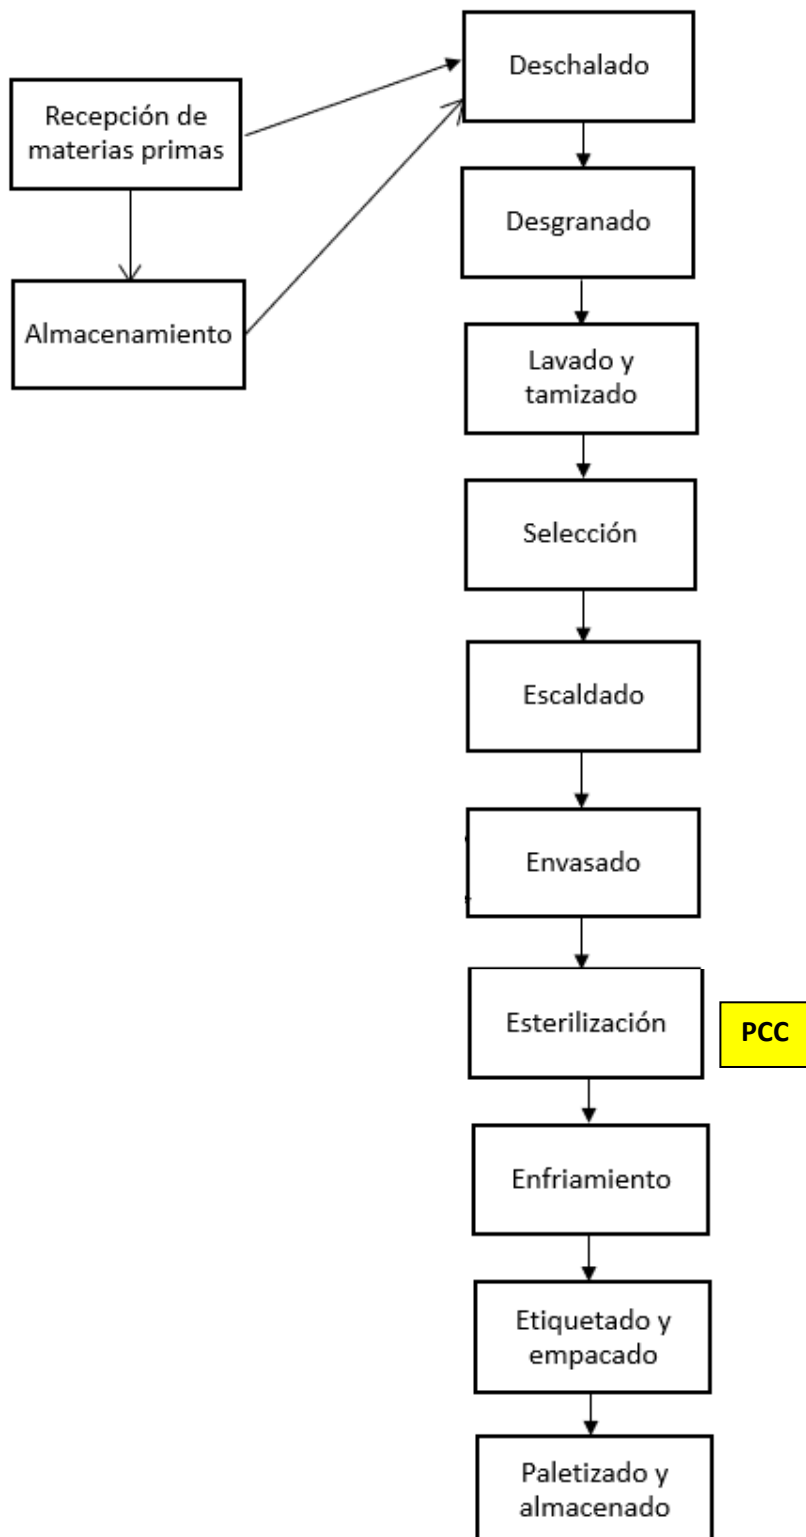 Deschalado
Recepción de
materias primas
Desgranado
Almacenamiento
Lavado y
tamizado
Selección
Escaldado
Envasado
Esterilización
PCC
Enfriamiento
Etiquetado y
empacado
Paletizado y
almacenado